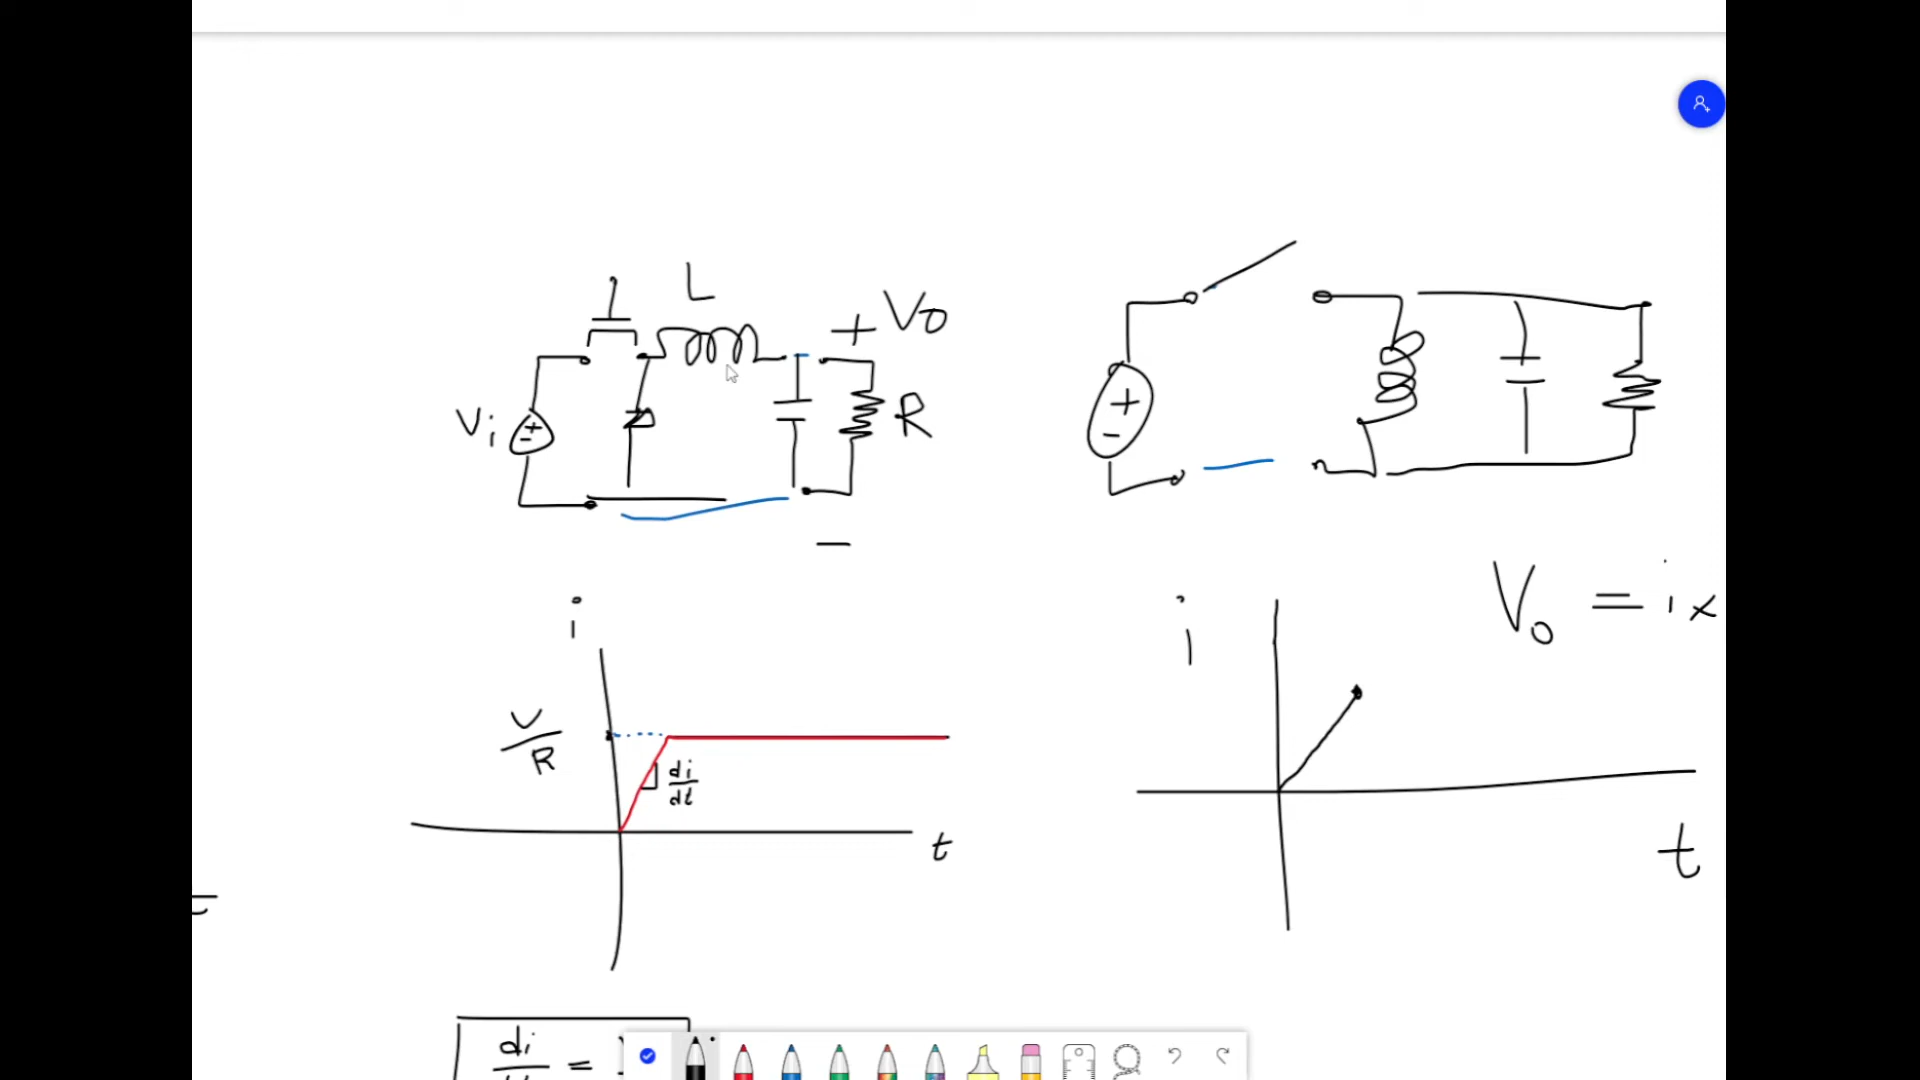 L
+ Vo
Vi
+
-
R
+
-
-
i
V/R
di/dt
t
i
Vo = i x
t
di
=